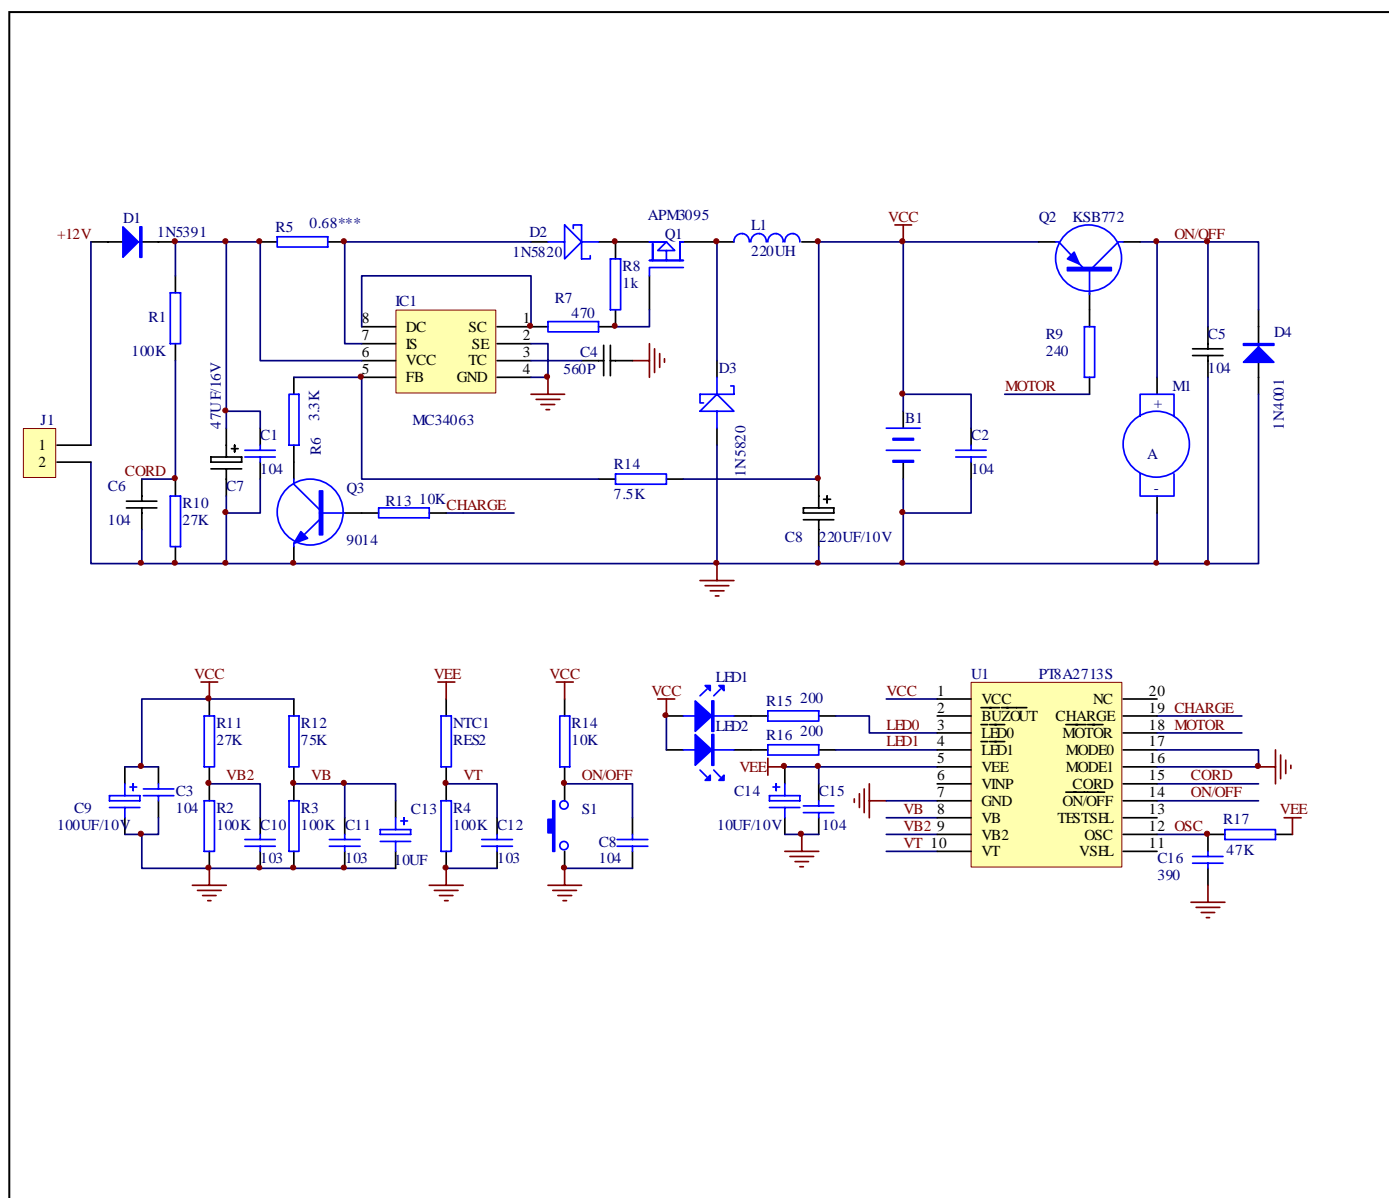 +12V
D1
1N5391
R5
0.68***
D2
1N5820
APM3095
Q1
L1
220UH
VCC
Q2
KSB772
ON/OFF
R1
100K
IC1
8
7
6
5
DC
IS
VCC
FB
SC
SE
TC
GND
1
2
3
4
MC34063
R7
470
R8
1k
C4
560P
D3
1N5820
R9
240
MOTOR
C5
104
D4
1N4001
M1
+
A
-
J1
1
2
47UF/16V
C7
C1
104
3.3K
R6
B1
C2
104
CORD
C6
104
R10
27K
Q3
9014
R13
10K
CHARGE
R14
7.5K
C8
220UF/10V
VCC
R11
27K
R12
75K
VB2
VB
C9
100UF/10V
C3
104
R2
100K
C10
103
R3
100K
C11
103
C13
10UF
VEE
NTC1
RES2
VT
R4
100K
C12
103
VCC
R14
10K
ON/OFF
S1
C8
104
VCC
LED1
LED2
R15
200
R16
200
LED0
LED1
VEE
C14
10UF/10V
C15
104
U1
PT8A2713S
VCC
VB
VB2
VT
1
2
3
4
5
6
7
8
9
10
VCC
BUZOUT
LED0
LED1
VEE
VINP
GND
VB
VB2
VT
NC
CHARGE
MOTOR
MODE0
MODE1
CORD
ON/OFF
TESTSEL
OSC
VSEL
20
19
18
17
16
15
14
13
12
11
CHARGE
MOTOR
CORD
ON/OFF
OSC
VEE
R17
47K
C16
390